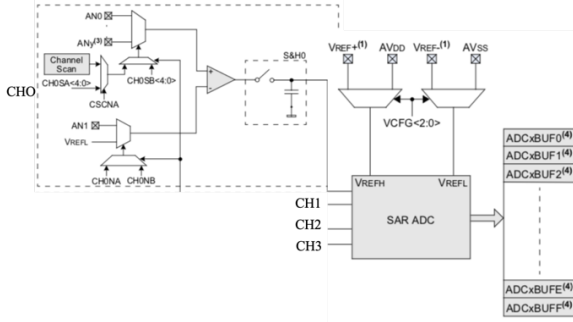 AN0
ANy(3)
Channel
Scan
CH0SA<4:0>
CH0SB<4:0>
CSCNA
CHO
AN1
VREFL
CH0NA
CH0NB
+
-
S&H0
VREF+(1)
AVDD
VREF-(1)
AVSS
VCFG<2:0>
VREFH
VREFL
SAR ADC
CH1
CH2
CH3
ADCxBUF0(4)
ADCxBUF1(4)
ADCxBUF2(4)
ADCxBUFE(4)
ADCxBUFF(4)